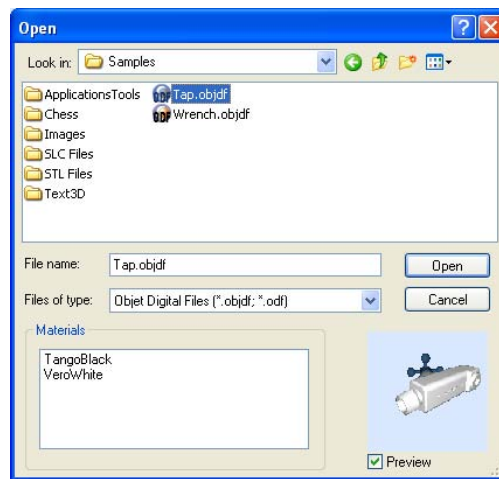 Open
Look in: Samples
ApplicationsTools
Chess
Images
SLC Files
STL Files
Text3D
Tap.objdf
Wrench.objdf
File name: Tap.objdf Open
Files of type: Objet Digital Files (*.objdf; *.odf) Cancel
Materials
TangoBlack
VeroWhite
Preview